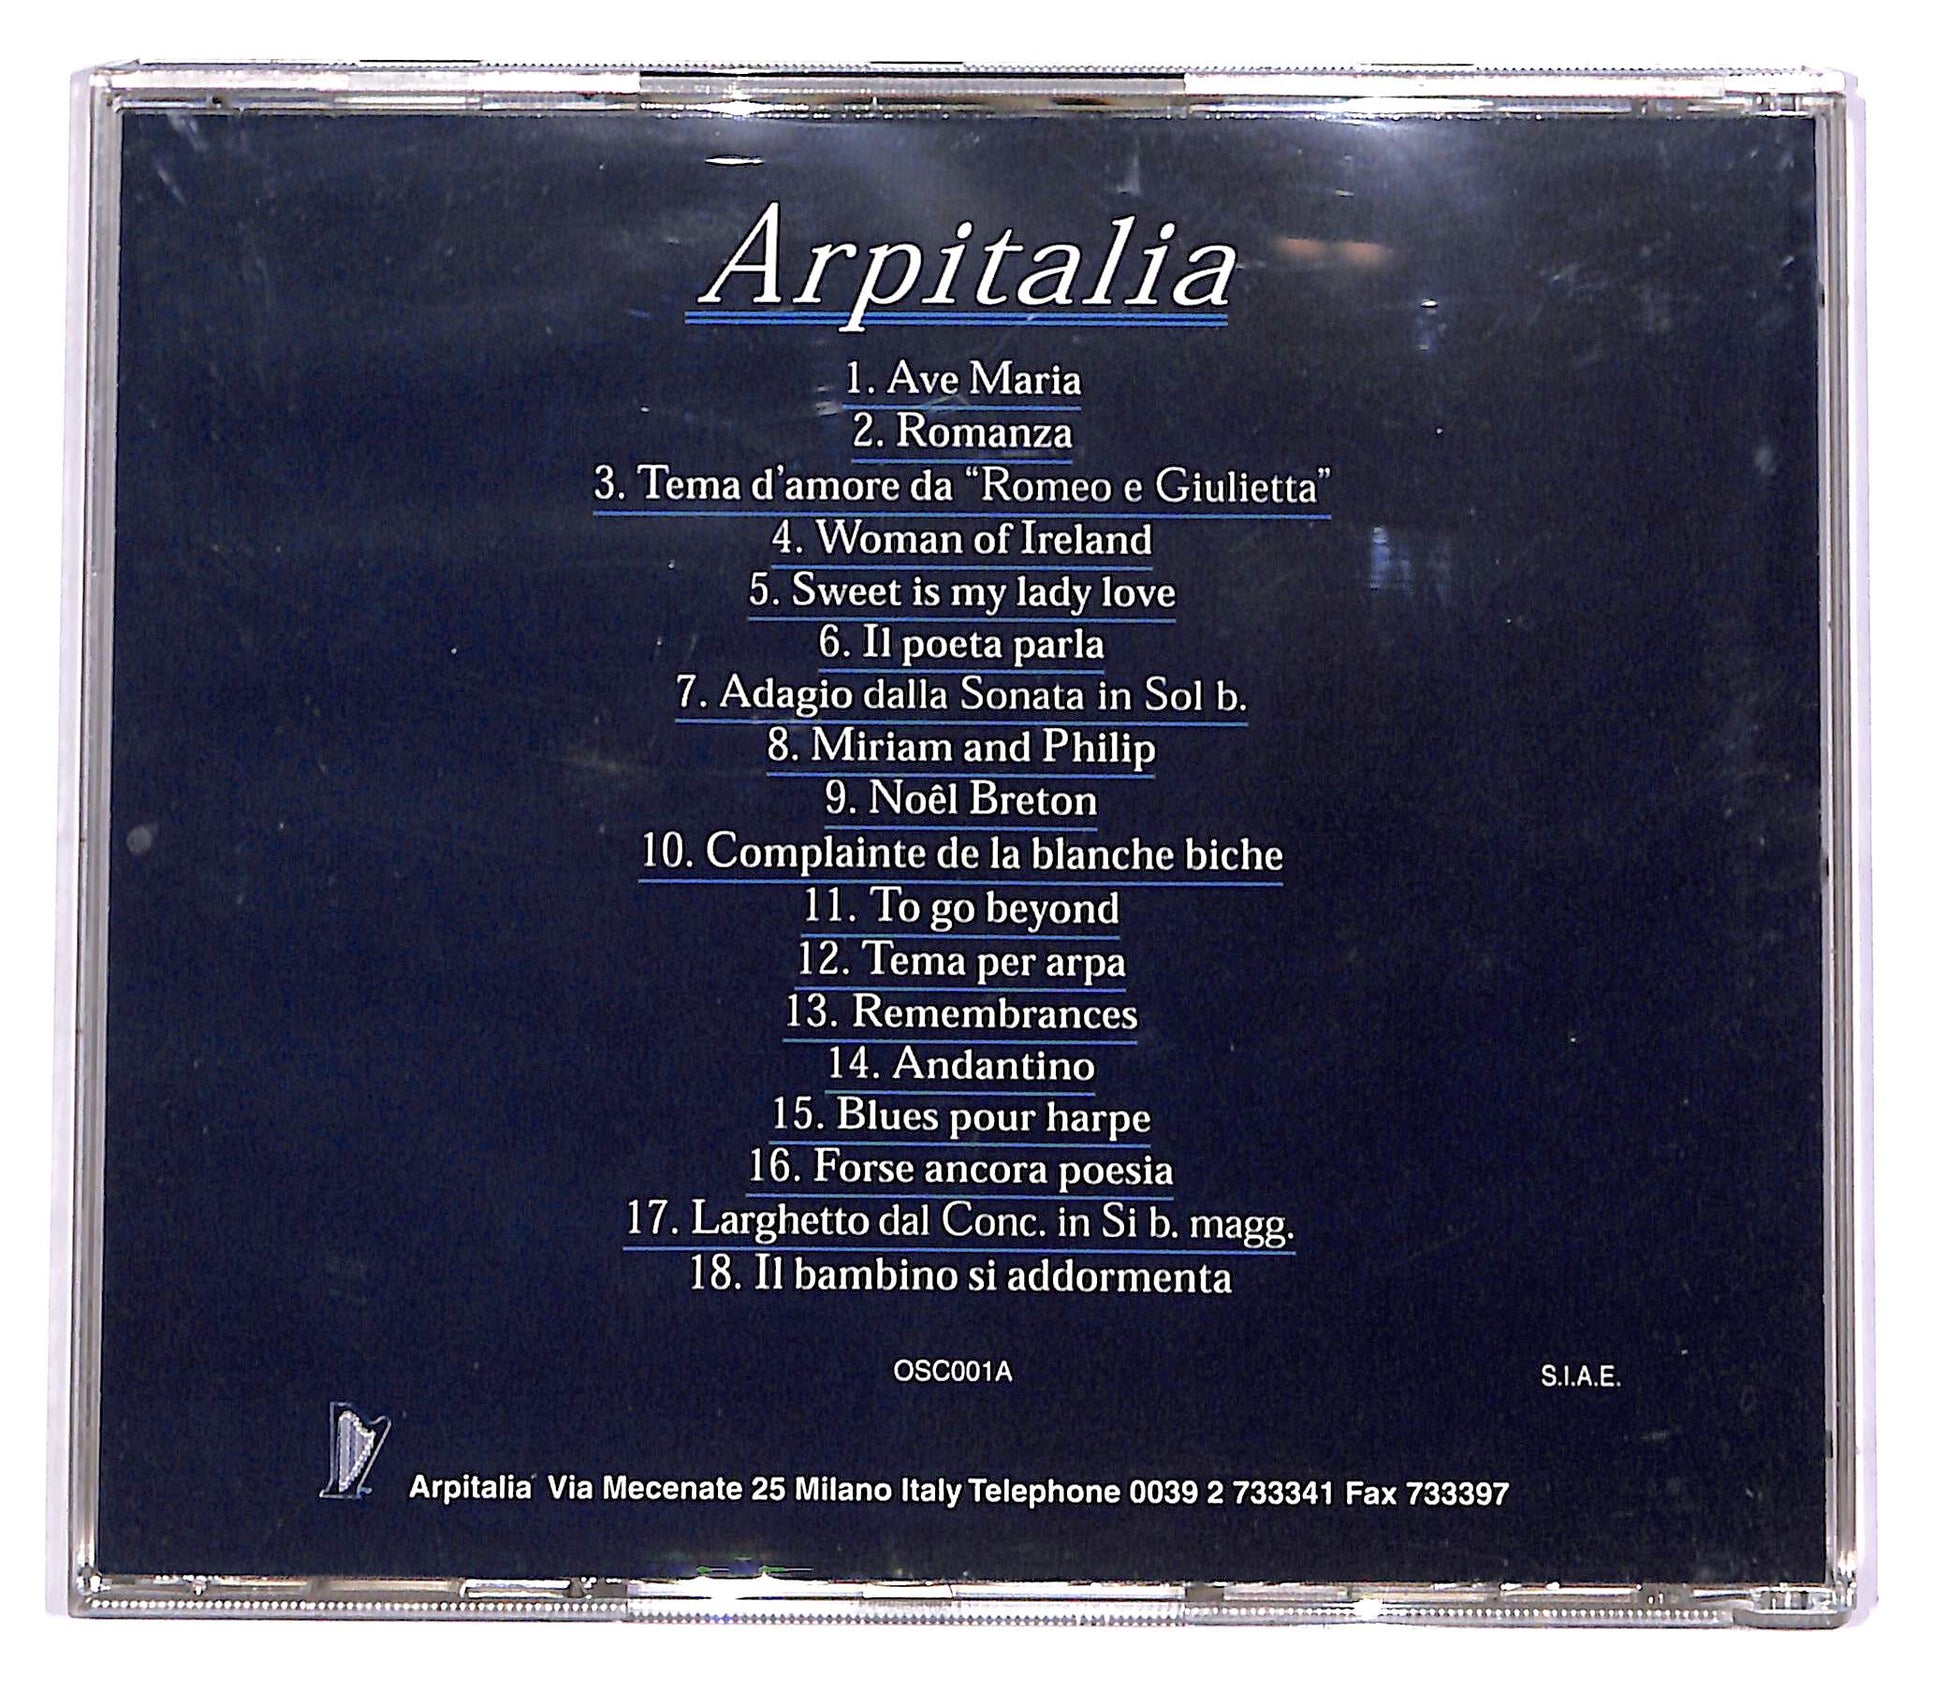 Arpitalia
1. Ave Maria
2. Romanza
3. Tema d'amore da “Romeo e Giulietta”
4. Woman of Ireland
5. Sweet is my lady love
6. Il poeta parla
7. Adagio dalla Sonata in Sol b.
8. Miriam and Philip
9. Noêl Breton
10. Complainte de la blanche biche
11. To go beyond
12. Tema per arpa
13. Remembrances
14. Andantino
15. Blues pour harpe
16. Forse ancora poesia
17. Larghetto dal Conc. in Si b. magg.
18. Il bambino si addormenta
OSC001A
S.I.A.E.
Arpitalia Via Mecenate 25 Milano Italy Telephone 0039 2 733341 Fax 733397